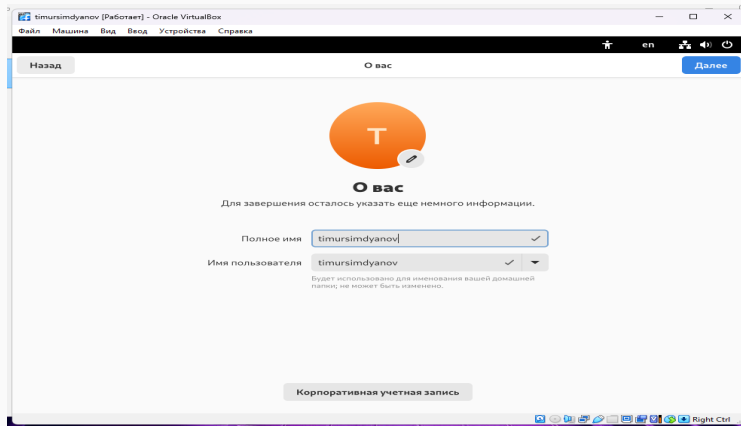 timursimdyanov [Работает] - Oracle VirtualBox
Файл Машина Вид Ввод Устройства Справка
en
Назад О вас Далее
T
О вас
Для завершения осталось указать еще немного информации.
Полное имя timursimdyanov
Имя пользователя timursimdyanov
Будет использовано для именования вашей домашней
папки; не может быть изменено.
Корпоративная учетная запись
Right Ctrl